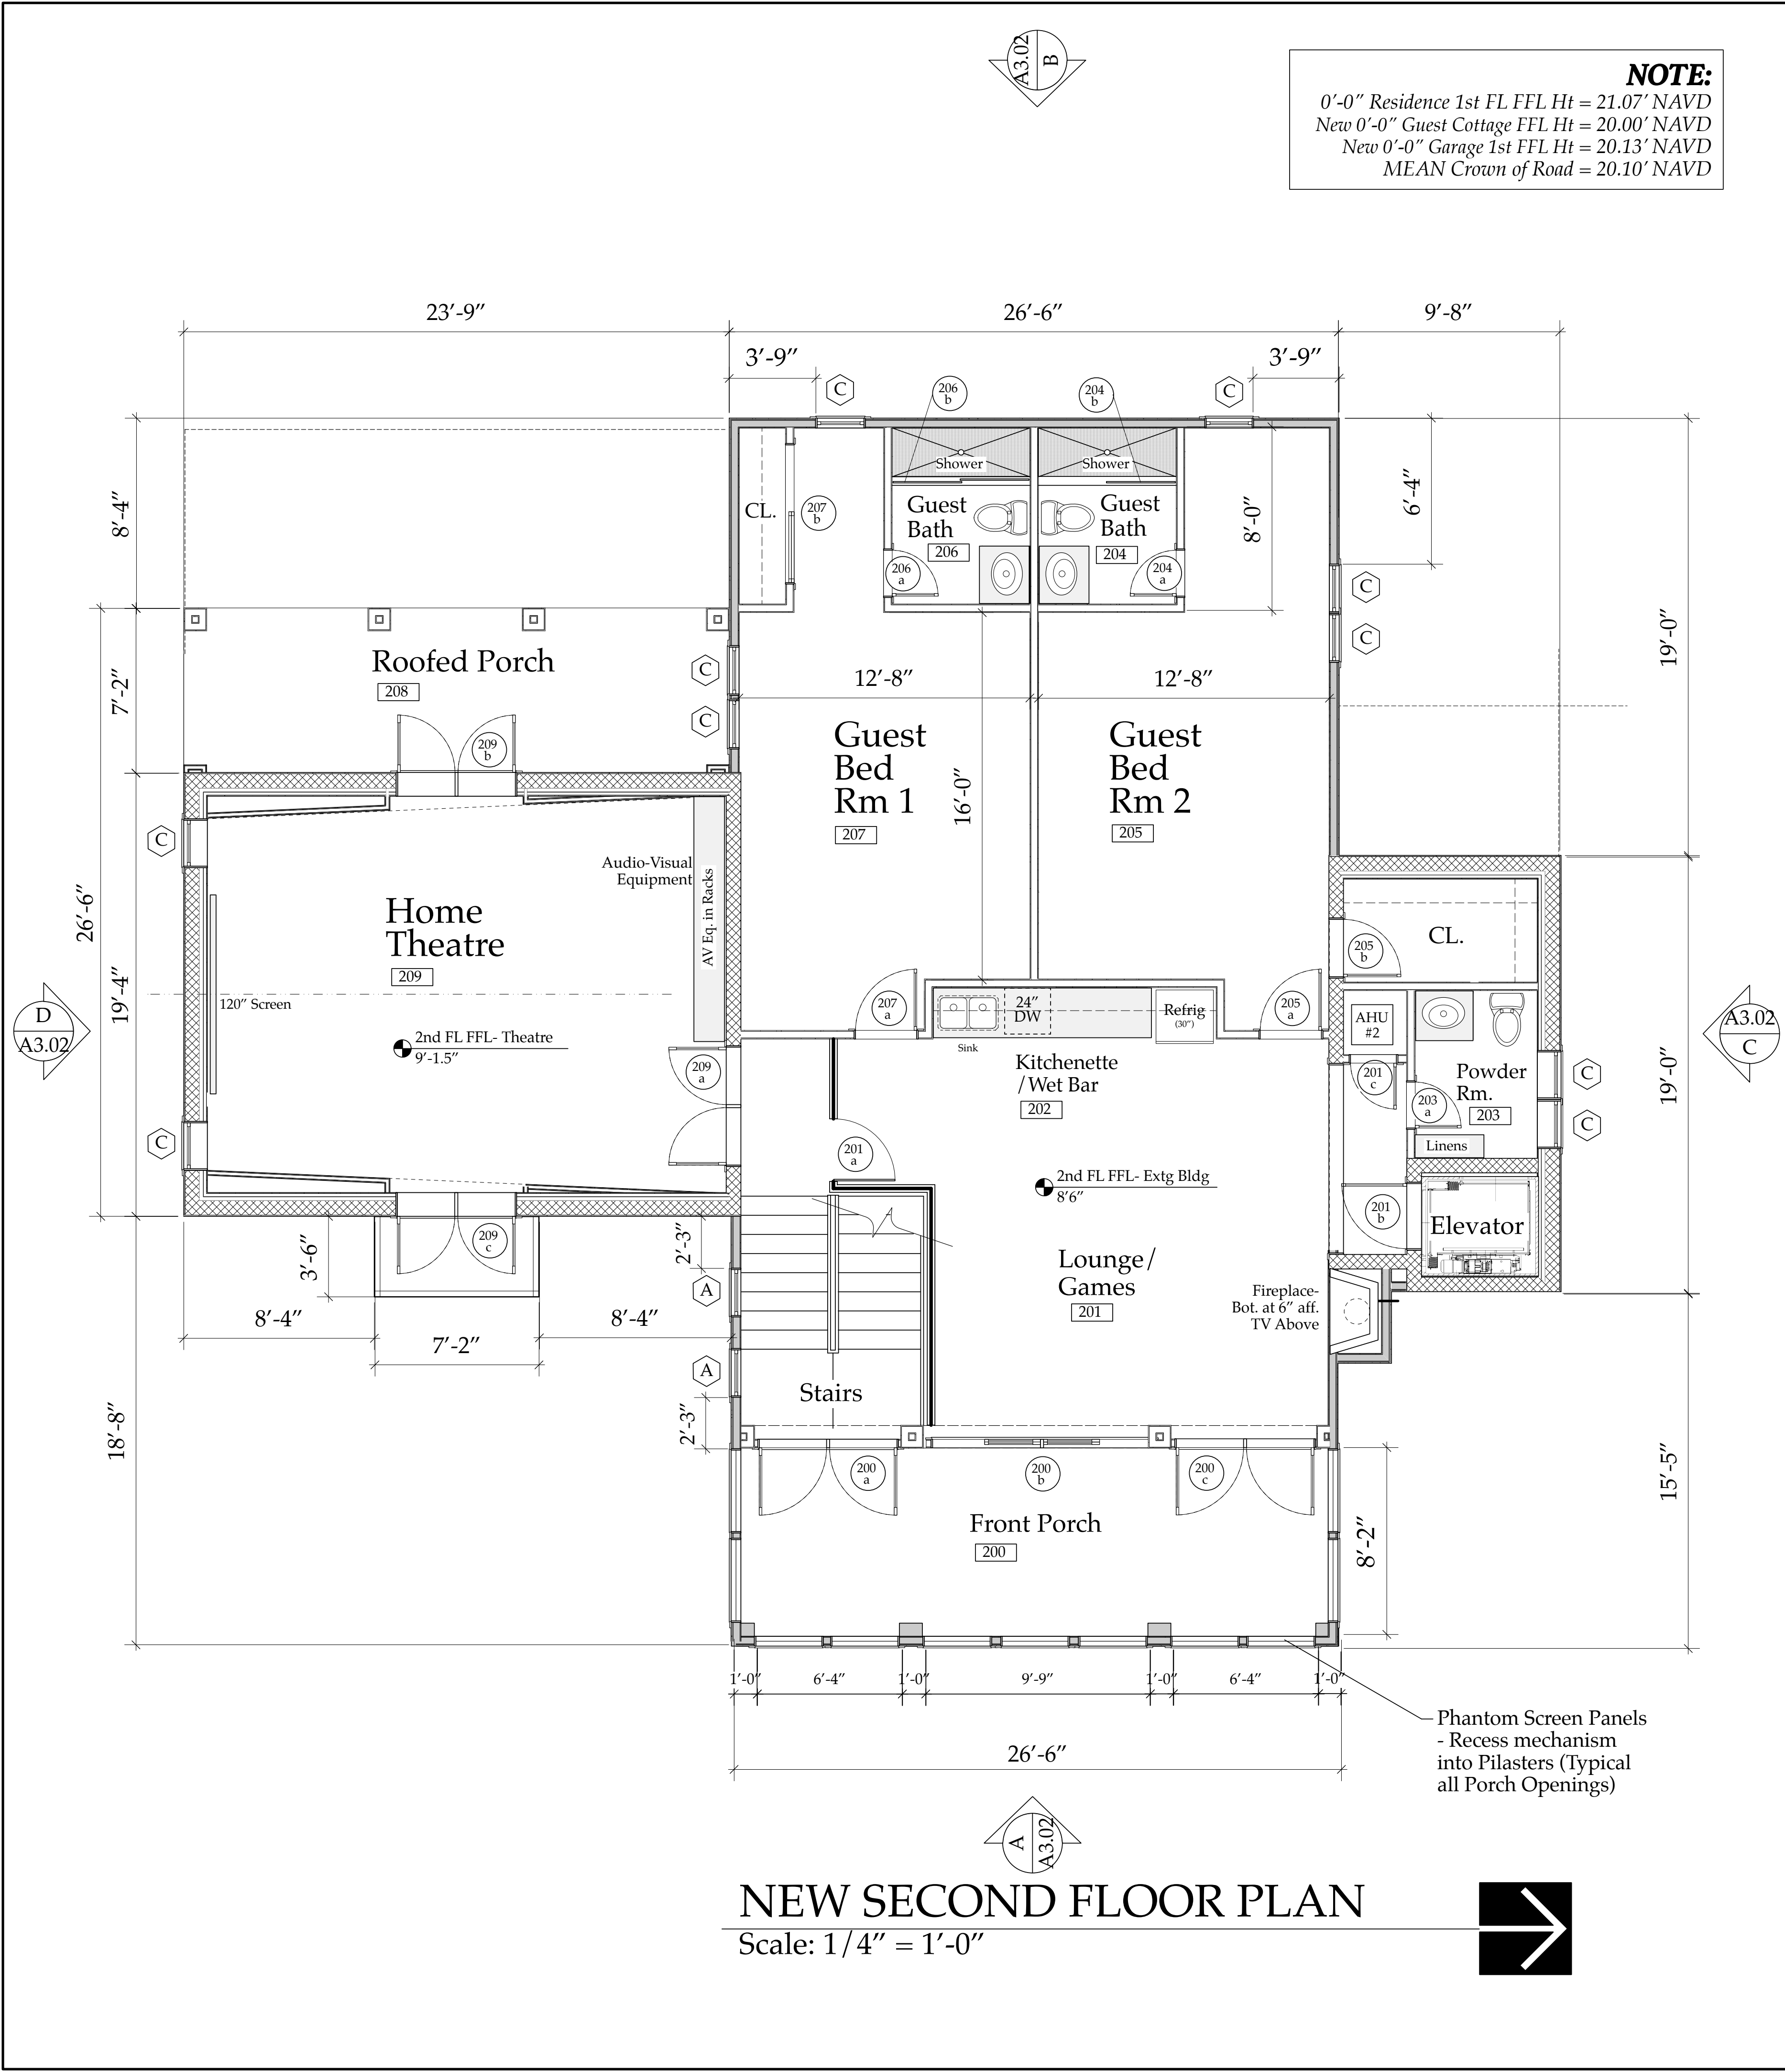 A3.02
B
NOTE:
0'-0" Residence 1st FL FFL Ht = 21.07' NAVD
New 0'-0" Guest Cottage FFL Ht = 20.00' NAVD
New 0'-0" Garage 1st FFL Ht = 20.13' NAVD
MEAN Crown of Road = 20.10' NAVD
23'-9"
26'-6"
9'-8"
3'-9"
3'-9"
C
206
b
204
b
C
8'-4"
CL.
207
b
Shower
Shower
Guest
Bath
206
Guest
Bath
204
206
a
204
a
8'-0"
6'-4"
C
C
19'-0"
7'-2"
Roofed Porch
208
C
C
12'-8"
12'-8"
209
b
Guest
Bed
Rm 1
207
16'-0"
Guest
Bed
Rm 2
205
C
26'-6"
19'-4"
Audio-Visual
Equipment
AV Eq. in Racks
Home
Theatre
209
120" Screen
2nd FL FFL- Theatre
9'-1.5"
D
A3.02
CL.
205
b
207
a
24"
DW
Refrig
(30")
205
a
Sink
AHU
#2
A3.02
C
Kitchenette
/Wet Bar
202
209
a
201
c
Powder
Rm.
203
203
a
C
C
19'-0"
Linens
C
201
a
2nd FL FFL- Extg Bldg
8'6"
201
b
Elevator
209
c
3'-6"
2'-3"
A
Lounge/
Games
201
Fireplace-
Bot. at 6" aff.
TV Above
8'-4"
7'-2"
8'-4"
A
Stairs
2'-3"
18'-8"
200
a
200
b
200
c
15'-5"
Front Porch
200
8'-2"
1'-0"
6'-4"
1'-0"
9'-9"
1'-0"
6'-4"
1'-0"
Phantom Screen Panels
- Recess mechanism
into Pilasters (Typical
all Porch Openings)
26'-6"
A
A3.02
NEW SECOND FLOOR PLAN
Scale: 1/4" = 1'-0"